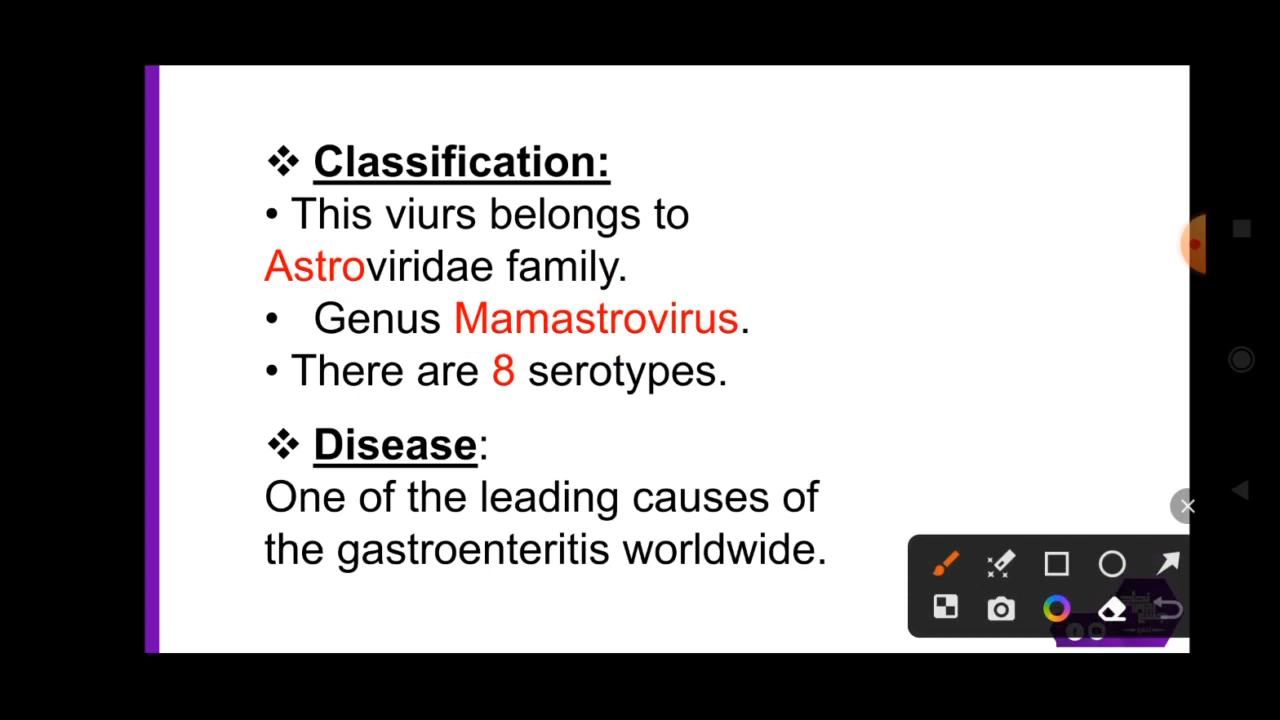 ❖ Classification:
• This viurs belongs to
Astroviridae family.
• Genus Mamastrovirus.
• There are 8 serotypes.
❖ Disease:
One of the leading causes of
the gastroenteritis worldwide.